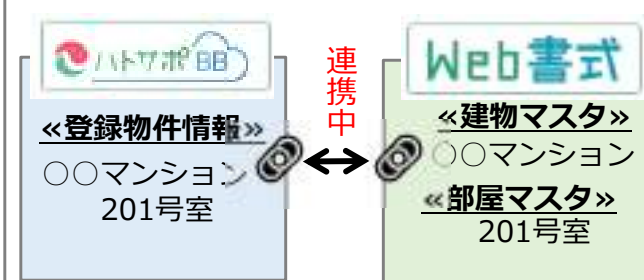 ハトサポBB
«登録物件情報»
○○マンション
201号室
連携中
Web書式
«建物マスタ»
○○マンション
«部屋マスタ»
201号室